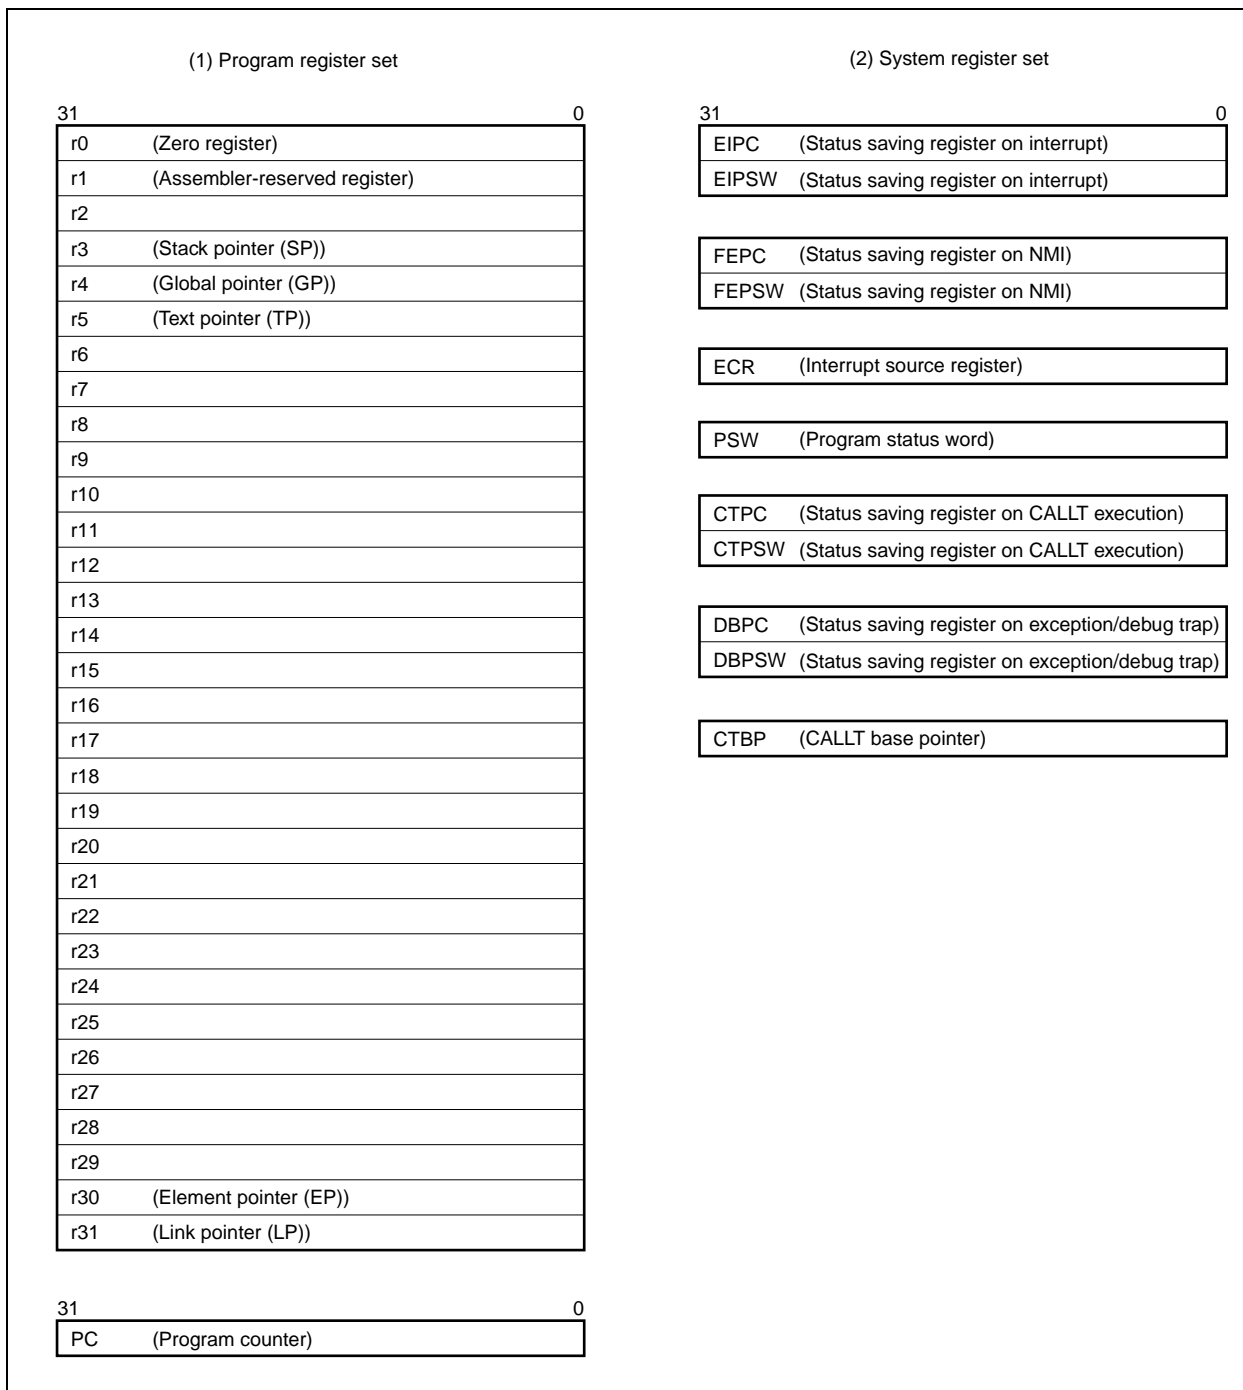 (1) Program register set
31 0
r0 (Zero register)
r1 (Assembler-reserved register)
r2
r3 (Stack pointer (SP))
r4 (Global pointer (GP))
r5 (Text pointer (TP))
r6
r7
r8
r9
r10
r11
r12
r13
r14
r15
r16
r17
r18
r19
r20
r21
r22
r23
r24
r25
r26
r27
r28
r29
r30 (Element pointer (EP))
r31 (Link pointer (LP))
31 0
PC (Program counter)
(2) System register set
31 0
EIPC (Status saving register on interrupt)
EIPSW (Status saving register on interrupt)
FEPC (Status saving register on NMI)
FEPSW (Status saving register on NMI)
ECR (Interrupt source register)
PSW (Program status word)
CTPC (Status saving register on CALLT execution)
CTPSW (Status saving register on CALLT execution)
DBPC (Status saving register on exception/debug trap)
DBPSW (Status saving register on exception/debug trap)
CTBP (CALLT base pointer)